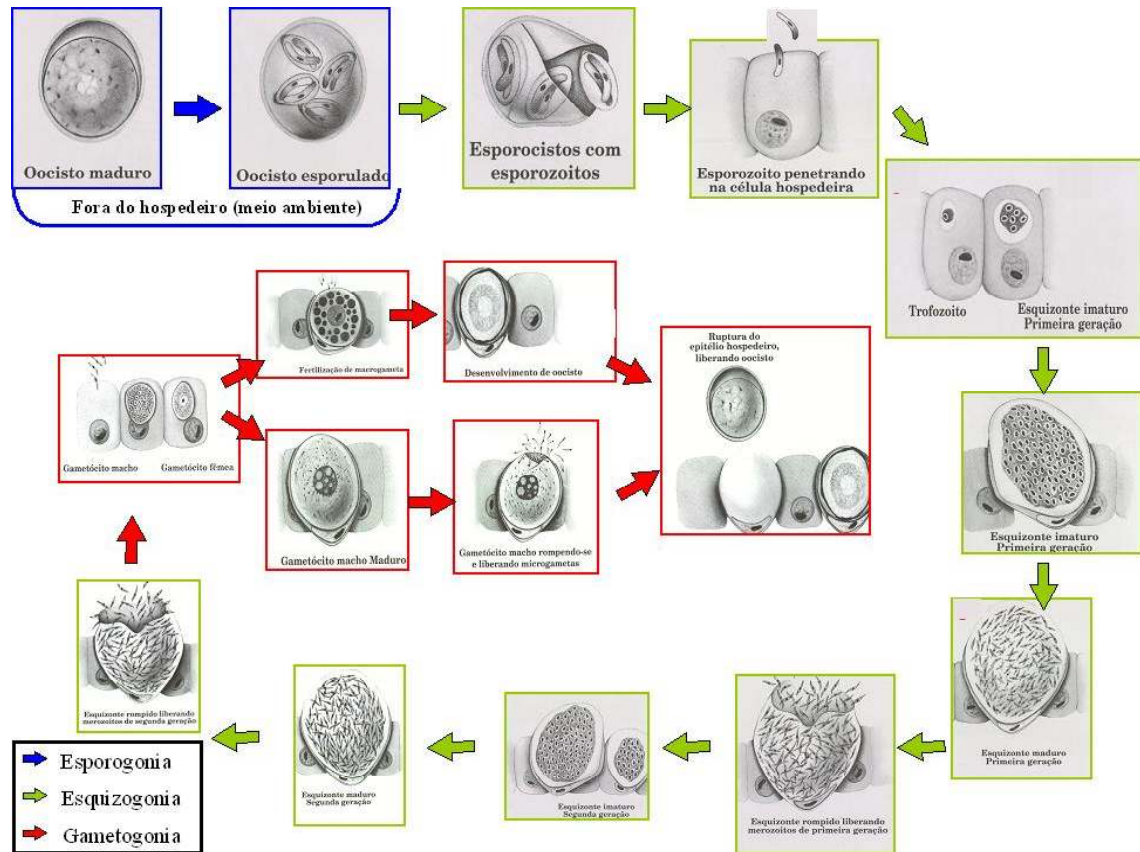 Oocisto maduro
Oocisto esporulado
Fora do hospedeiro (meio ambiente)
Esporocistos com
esporozoitos
Esporozoito penetrando
na célula hospedeira
Trofozoito
Esquizonte imaturo
Primeira geração
Esquizonte imaturo
Primeira geração
Esquizonte maduro
Primeira geração
Esquizonte rompido liberando
merozoitos de primeira geração
Esquizonte imaturo
Segunda geração
Esquizonte maduro
Segunda geração
Esquizonte rompido liberando
merozoitos de segunda geração
Gametócito macho
Gametócito fêmea
Fertilização de macrogameta
Desenvolvimento de oocisto
Gametócito macho Maduro
Gametócito macho rompendo-se
e liberando microgametas
Ruptura do
epitélio hospedeiro,
liberando oocisto
Esporogonia
Esquizogonia
Gametogonia